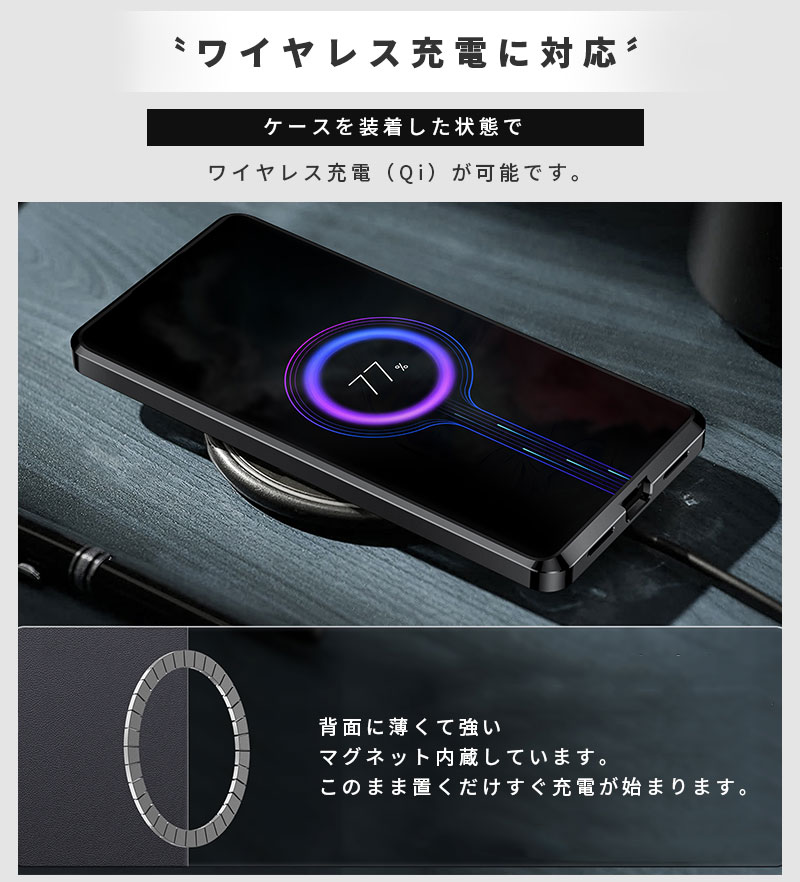 〝ワイヤレス充電に対応〞
ケースを装着した状態で
ワイヤレス充電（Qi）が可能です。
77%
背面に薄くて強い
マグネット内蔵しています。
このまま置くだけすぐ充電が始まります。